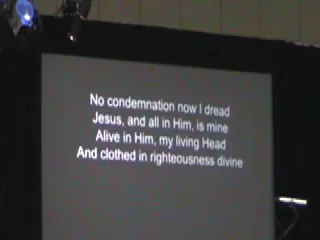 No condemnation now I dread
Jesus, and all in Him, is mine
Alive in Him, my living Head
And clothed in righteousness divine